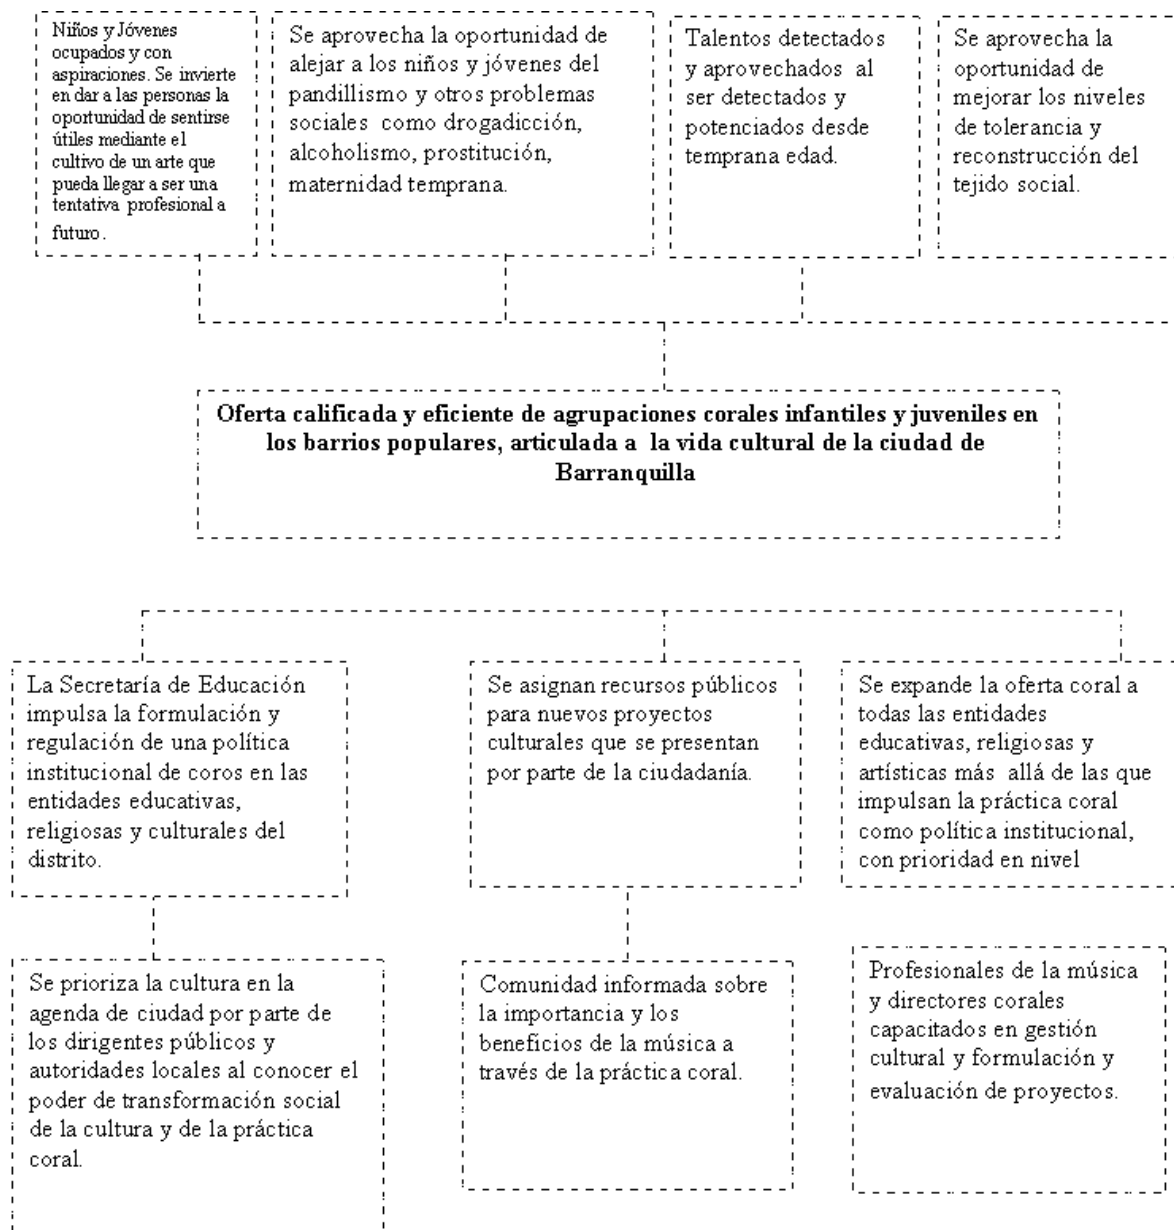 Niños y Jóvenes
ocupados y con
aspiraciones. Se invierte
en dar a las personas la
oportunidad de sentirse
útiles mediante el
cultivo de un arte que
pueda llegar a ser una
tentativa profesional a
futuro.
Se aprovecha la oportunidad de
alejar a los niños y jóvenes del
pandillismo y otros problemas
sociales como drogadicción,
alcoholismo, prostitución,
maternidad temprana.
Talentos detectados
y aprovechados al
ser detectados y
potenciados desde
temprana edad.
Se aprovecha la
oportunidad de
mejorar los niveles
de tolerancia y
reconstrucción del
tejido social.
Oferta calificada y eficiente de agrupaciones corales infantiles y juveniles en
los barrios populares, articulada a la vida cultural de la ciudad de
Barranquilla
La Secretaría de Educación
impulsa la formulación y
regulación de una política
institucional de coros en las
entidades educativas,
religiosas y culturales del
distrito.
Se asignan recursos públicos
para nuevos proyectos
culturales que se presentan
por parte de la ciudadanía.
Se expande la oferta coral a
todas las entidades
educativas, religiosas y
artísticas más allá de las que
impulsan la práctica coral
como política institucional,
con prioridad en nivel
Se prioriza la cultura en la
agenda de ciudad por parte de
los dirigentes públicos y
autoridades locales al conocer el
poder de transformación social
de la cultura y de la práctica
coral.
Comunidad informada sobre
la importancia y los
beneficios de la música a
través de la práctica coral.
Profesionales de la música
y directores corales
capacitados en gestión
cultural y formulación y
evaluación de proyectos.